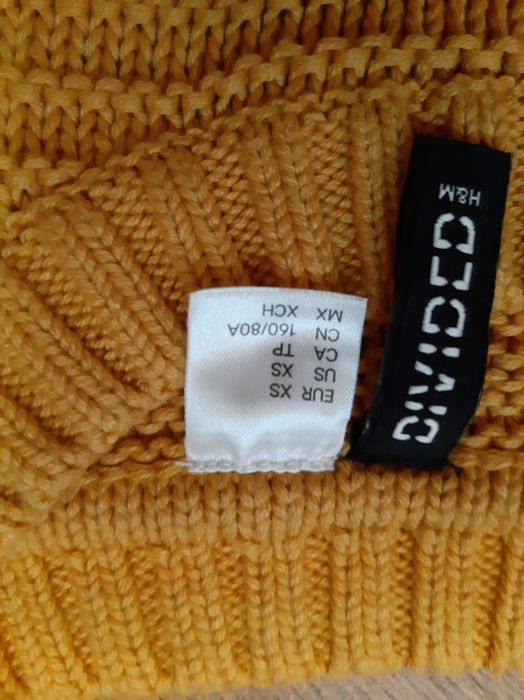 DIVIDED
H&M
EUR XS
US XS
CA TP
CN 160/80A
MX XCH